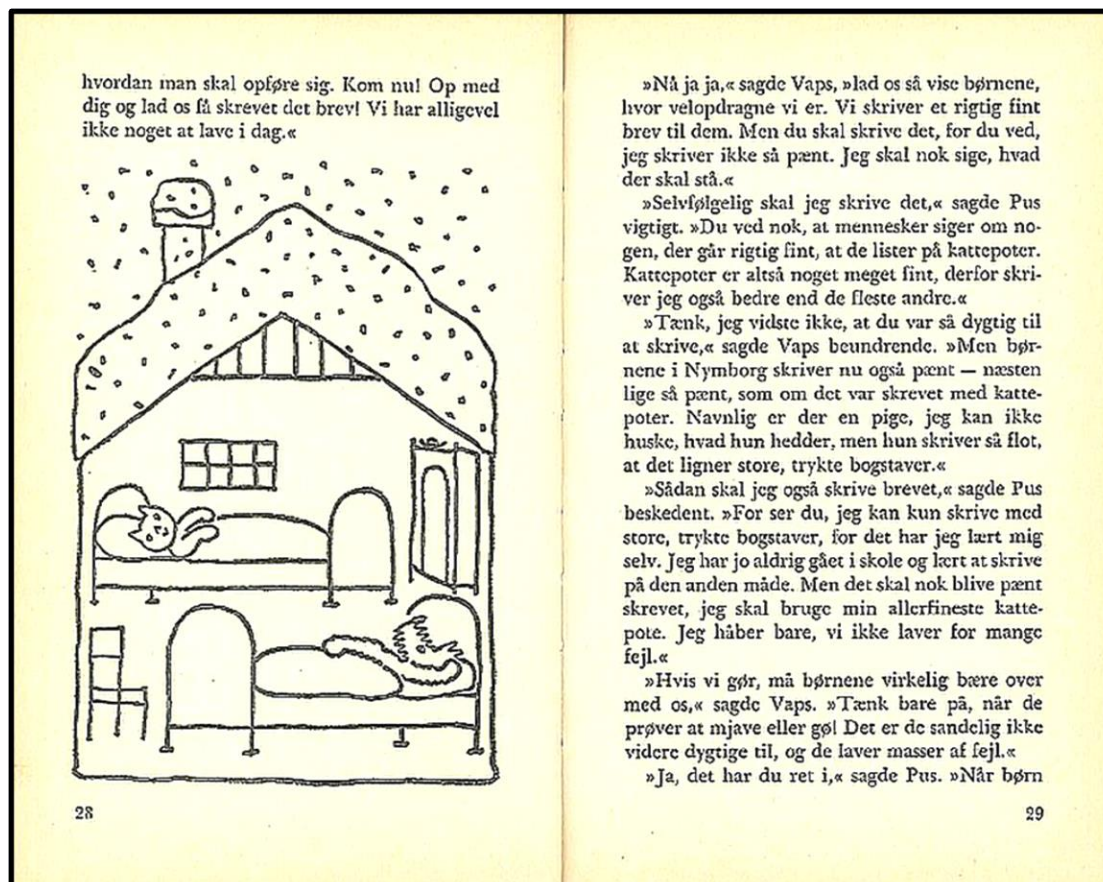 hvordan man skal opføre sig. Kom nu! Op med
dig og lad os få skrevet det brev! Vi har alligevel
ikke noget at lave i dag.«
28
»Nå ja ja,« sagde Vaps, »lad os så vise børnene,
hvor velopdragne vi er. Vi skriver et rigtig fint
brev til dem. Men du skal skrive det, for du ved,
jeg skriver ikke så pænt. Jeg skal nok sige, hvad
der skal stå.«
»Selvfølgelig skal jeg skrive det,« sagde Pus
vigtigt. »Du ved nok, at mennesker siger om no-
gen, der går rigtig fint, at de lister på kattepoter.
Kattepoter er altså noget meget fint, derfor skri-
ver jeg også bedre end de fleste andre.«
»Tænk, jeg vidste ikke, at du var så dygtig til
at skrive,« sagde Vaps beundrende. »Men bør-
nene i Nymborg skriver nu også pænt — næsten
lige så pænt, som om det var skrevet med katte-
poter. Navnlig er der en pige, jeg kan ikke
huske, hvad hun hedder, men hun skriver så flot,
at det ligner store, trykte bogstaver.«
»Sådan skal jeg også skrive brevet,« sagde Pus
beskedent. »For ser du, jeg kan kun skrive med
store, trykte bogstaver, for det har jeg lært mig
selv. Jeg har jo aldrig gået i skole og lært at skrive
på den anden måde. Men det skal nok blive pænt
skrevet, jeg skal bruge min allerfineste katte-
pote. Jeg håber bare, vi ikke laver for mange
fejl.«
»Hvis vi gør, må børnene virkelig bære over
med os,« sagde Vaps. »Tænk bare på, når de
prøver at mjave eller gø! Det er de sandelig ikke
videre dygtige til, og de laver masser af fejl.«
»Ja, det har du ret i,« sagde Pus. »Når børn
29